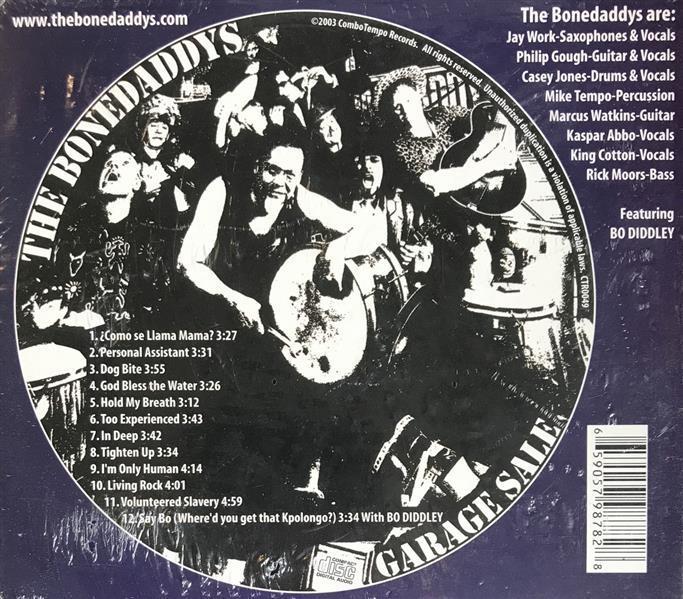 www.thebonedaddys.com
THE BONEDADDYS
©2003 ComboTempo Records. All rights reserved. Unauthorized duplication is a violation of applicable laws. CTR0049
The Bonedaddys are:
Jay Work-Saxophones & Vocals
Philip Gough-Guitar & Vocals
Casey Jones-Drums & Vocals
Mike Tempo-Percussion
Marcus Watkins-Guitar
Kaspar Abbo-Vocals
King Cotton-Vocals
Rick Moors-Bass
Featuring
BO DIDDLEY
1. ¿Como se Llama Mama? 3:27
2. Personal Assistant 3:31
3. Dog Bite 3:55
4. God Bless the Water 3:26
5. Hold My Breath 3:12
6. Too Experienced 3:43
7. In Deep 3:42
8. Tighten Up 3:34
9. I'm Only Human 4:14
10. Living Rock 4:01
11. Volunteered Slavery 4:59
12. Say Bo (Where'd you get that Kpolongo?) 3:34 With BO DIDDLEY
GARAGE SALE
COMPACT
disc
DIGITAL AUDIO
6 59057 98782 8